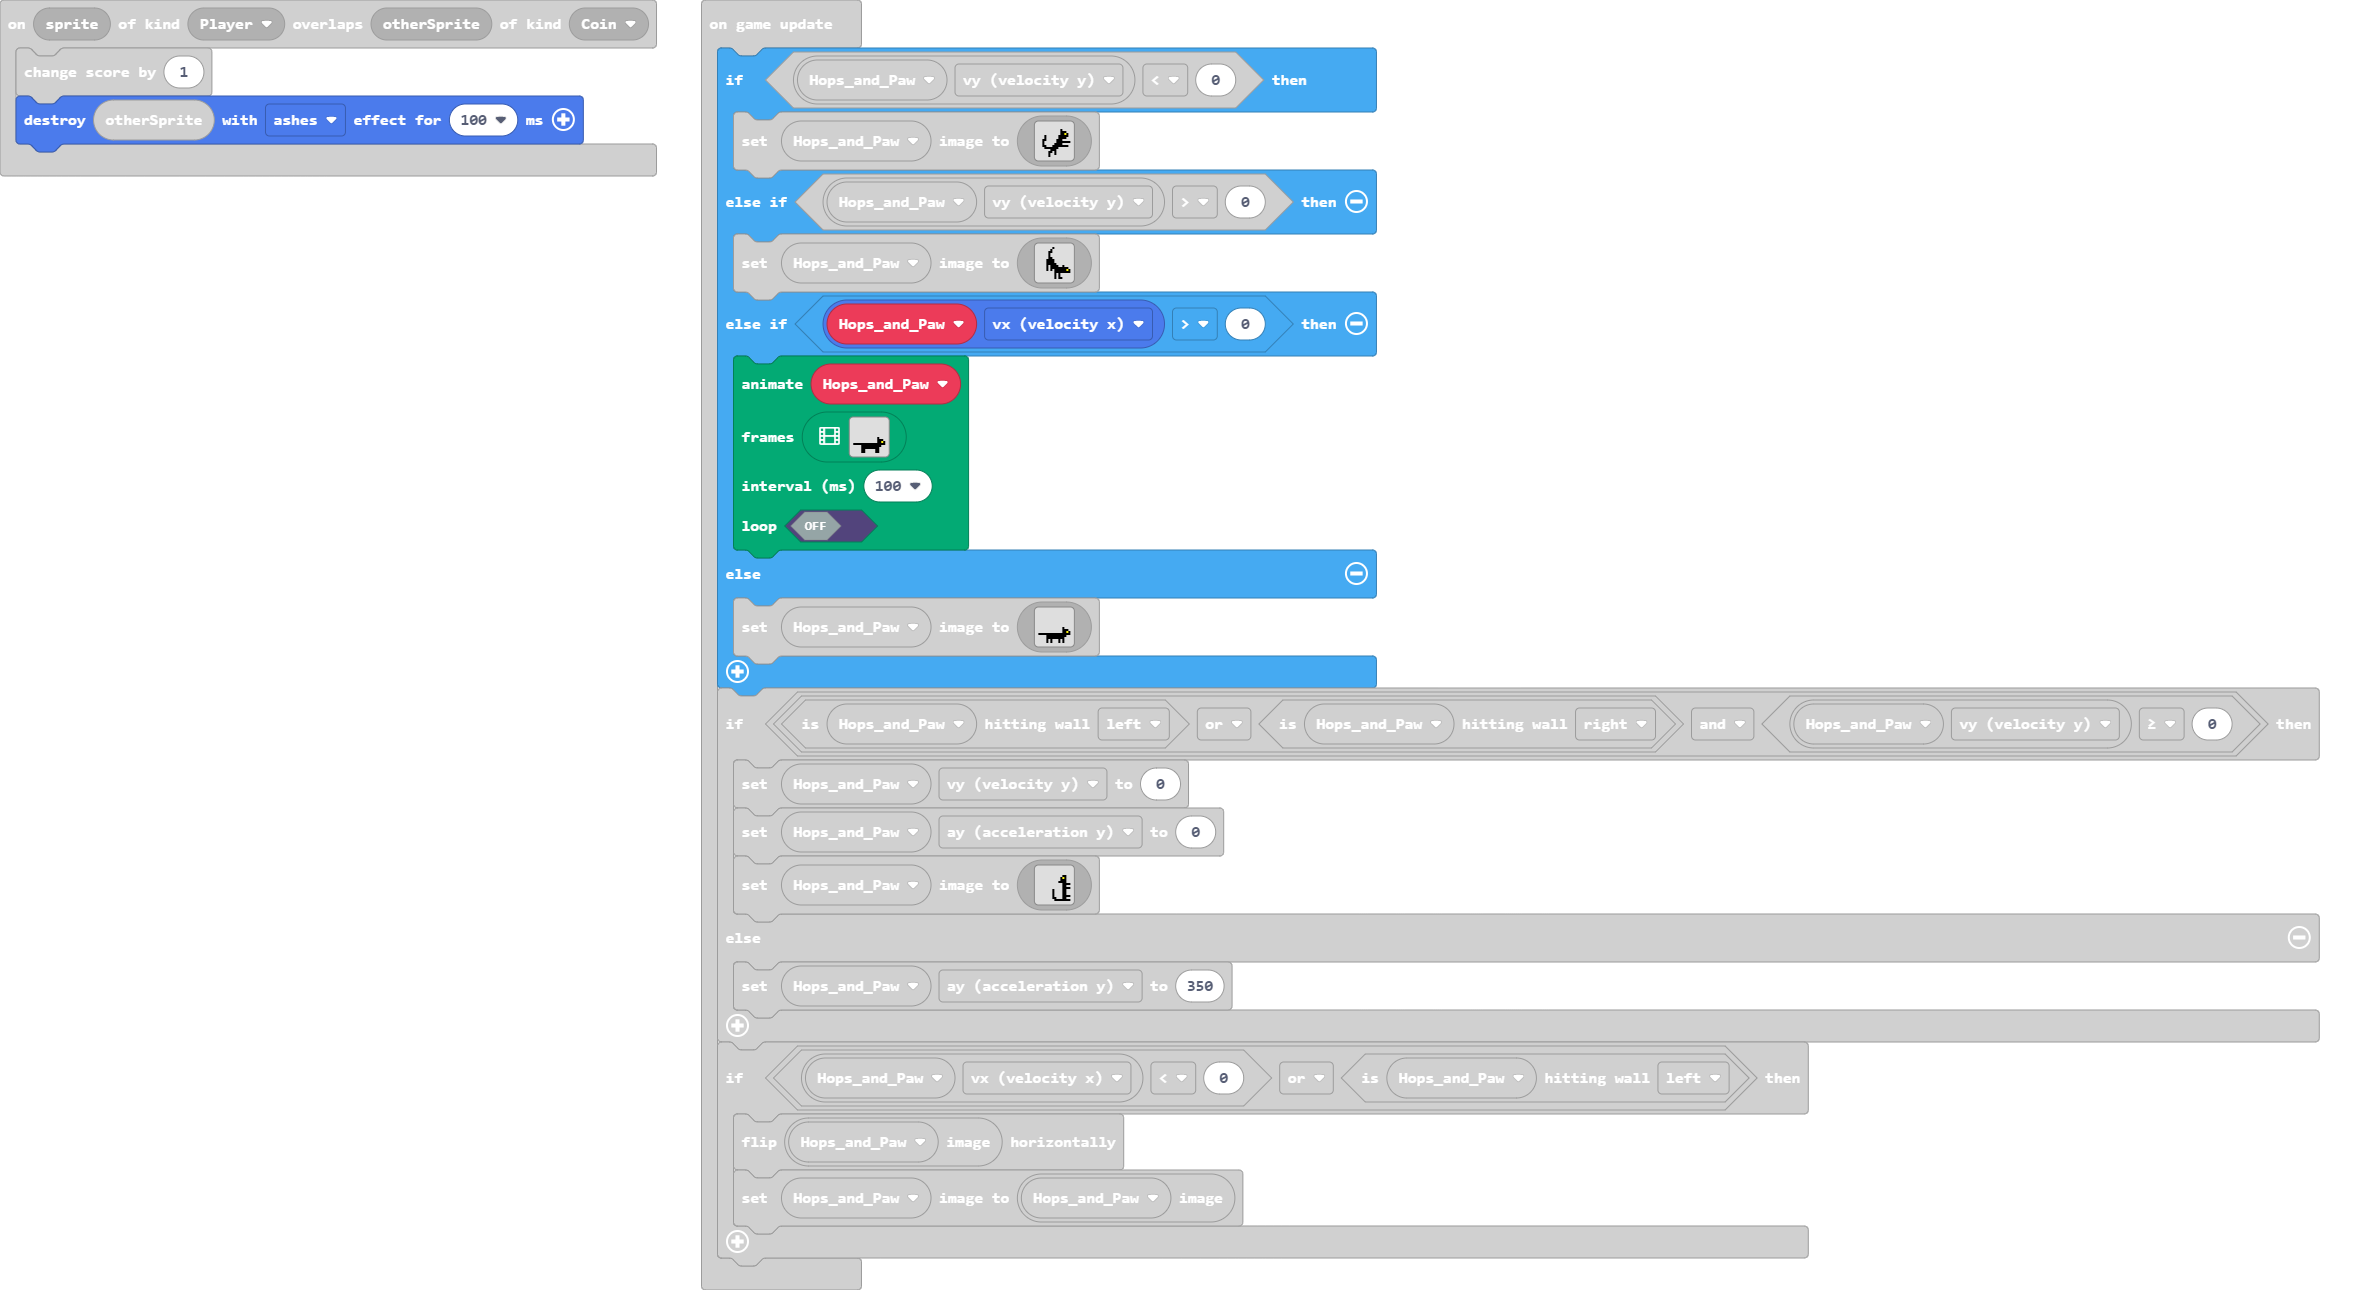 on sprite of kind Player overlaps otherSprite of kind Coin
change score by 1
destroy otherSprite with ashes effect for 100 ms
on game update
if Hops_and_Paw vy (velocity y) < 0 then
set Hops_and_Paw image to
else if Hops_and_Paw vy (velocity y) > 0 then
set Hops_and_Paw image to
else if Hops_and_Paw vx (velocity x) > 0 then
animate Hops_and_Paw
frames
interval (ms) 100
loop OFF
else
set Hops_and_Paw image to
if is Hops_and_Paw hitting wall left or is Hops_and_Paw hitting wall right and Hops_and_Paw vy (velocity y) ≥ 0 then
set Hops_and_Paw vy (velocity y) to 0
set Hops_and_Paw ay (acceleration y) to 0
set Hops_and_Paw image to
else
set Hops_and_Paw ay (acceleration y) to 350
if Hops_and_Paw vx (velocity x) < 0 or is Hops_and_Paw hitting wall left then
flip Hops_and_Paw image horizontally
set Hops_and_Paw image to Hops_and_Paw image